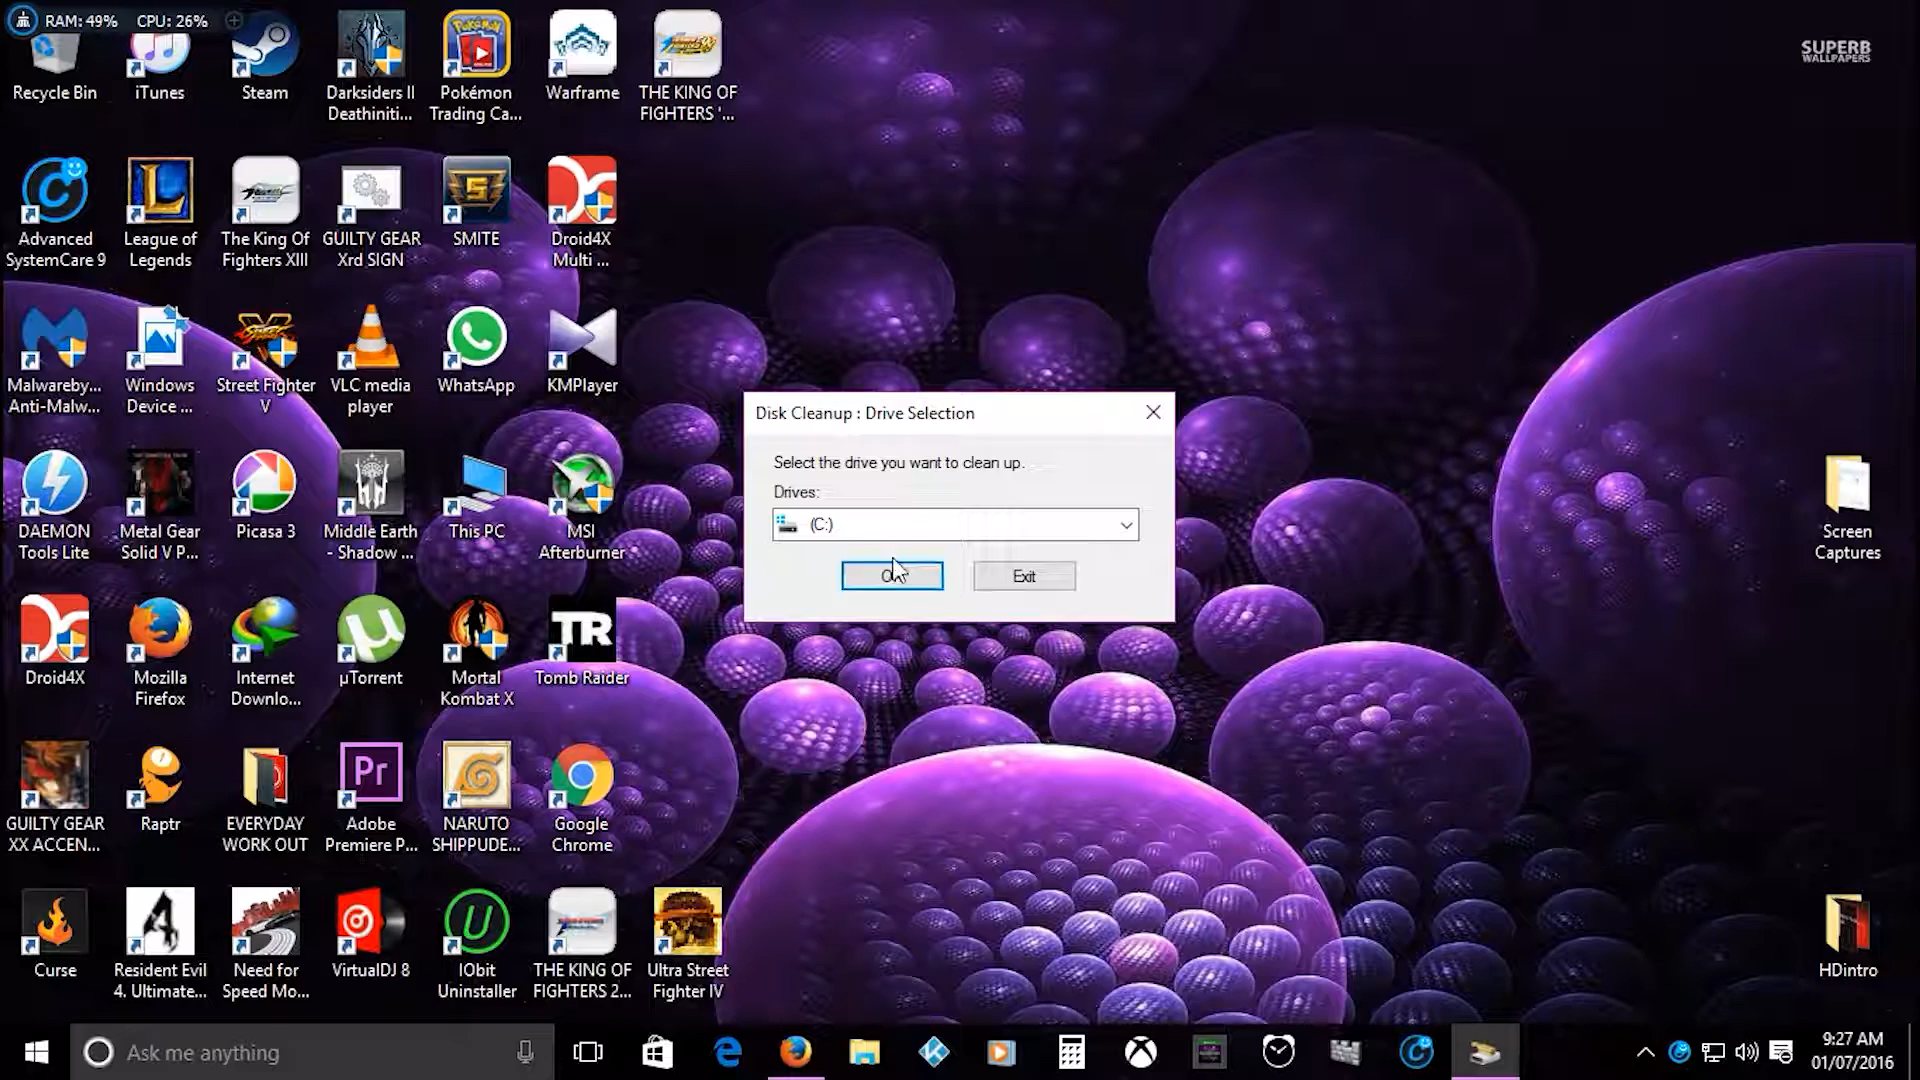 RAM: 49% CPU: 26%
SUPERB
WALLPAPERS
Recycle Bin
iTunes
Steam
Darksiders II
Deathiniti...
Pokémon
Trading Ca...
Warframe
THE KING OF
FIGHTERS '...
Advanced
SystemCare 9
League of
Legends
The King Of
Fighters XIII
GUILTY GEAR
Xrd SIGN
SMITE
Droid4X
Multi ...
Malwareby...
Anti-Malw...
Windows
Device ...
Street Fighter
V
VLC media
player
WhatsApp
KMPlayer
Disk Cleanup : Drive Selection
Select the drive you want to clean up.
Drives:
(C:)
Exit
DAEMON
Tools Lite
Metal Gear
Solid V P...
Picasa 3
Middle Earth
- Shadow ...
This PC
MSI
Afterburner
Screen
Captures
Droid4X
Mozilla
Firefox
Internet
Downlo...
µTorrent
Mortal
Kombat X
TR
Tomb Raider
GUILTY GEAR
XX ACCEN...
Raptr
EVERYDAY
WORK OUT
Pr
Adobe
Premiere P...
NARUTO
SHIPPUDE...
Google
Chrome
Curse
4
Resident Evil
4. Ultimate...
Need for
Speed Mo...
VirtualDJ 8
IObit
Uninstaller
THE KING OF
FIGHTERS 2...
Ultra Street
Fighter IV
HDintro
Ask me anything
9:27 AM
01/07/2016